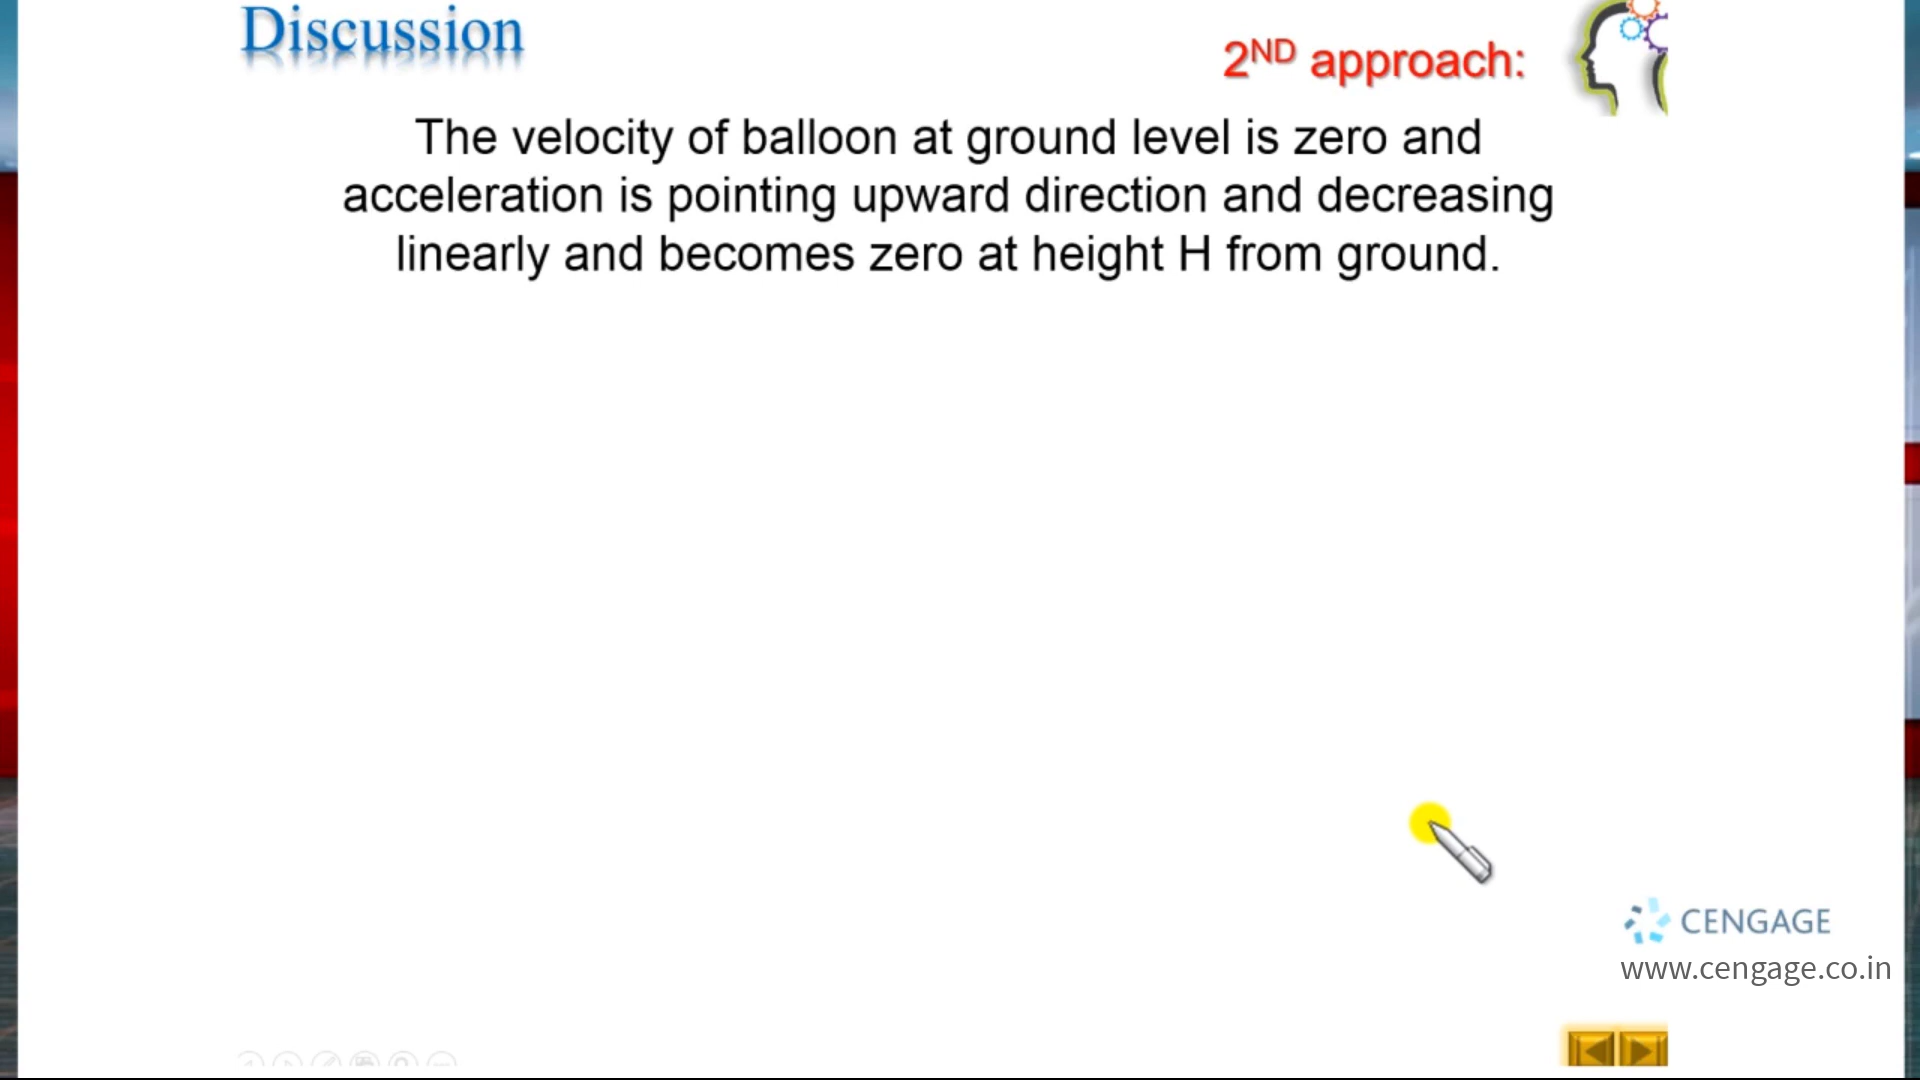 Discussion
2ND approach:
The velocity of balloon at ground level is zero and
acceleration is pointing upward direction and decreasing
linearly and becomes zero at height H from ground.
CENGAGE
www.cengage.co.in